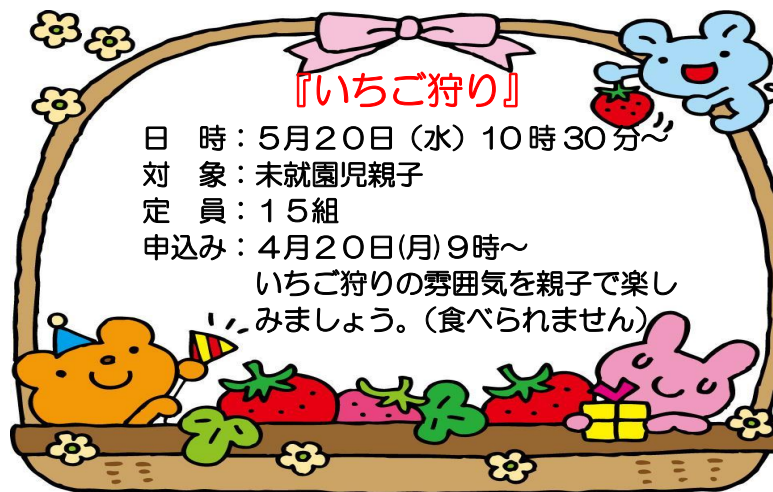 『いちご狩り』
日　時：５月２０日（水）10時30分～
対　象：未就園児親子
定　員：１５組
申込み：４月２０日(月)９時～
いちご狩りの雰囲気を親子で楽し
みましょう。（食べられません）